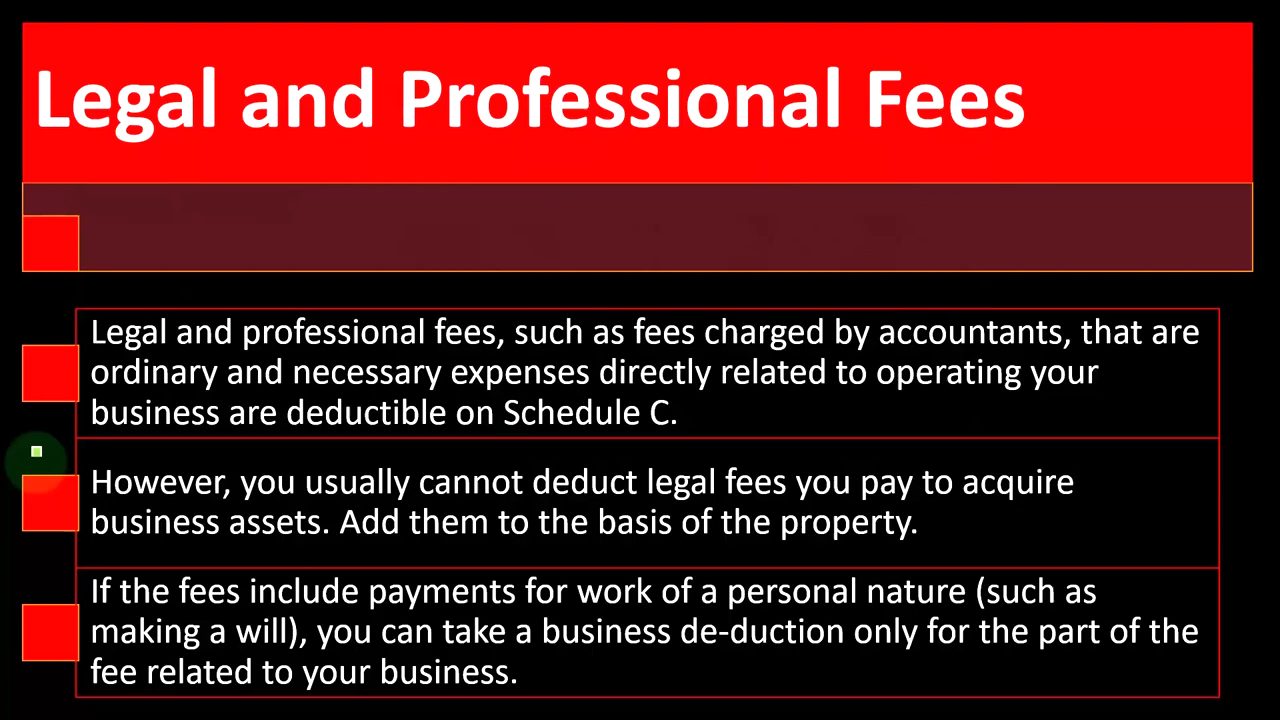 Legal and Professional Fees
Legal and professional fees, such as fees charged by accountants, that are
ordinary and necessary expenses directly related to operating your
business are deductible on Schedule C.
However, you usually cannot deduct legal fees you pay to acquire
business assets. Add them to the basis of the property.
If the fees include payments for work of a personal nature (such as
making a will), you can take a business de-duction only for the part of the
fee related to your business.